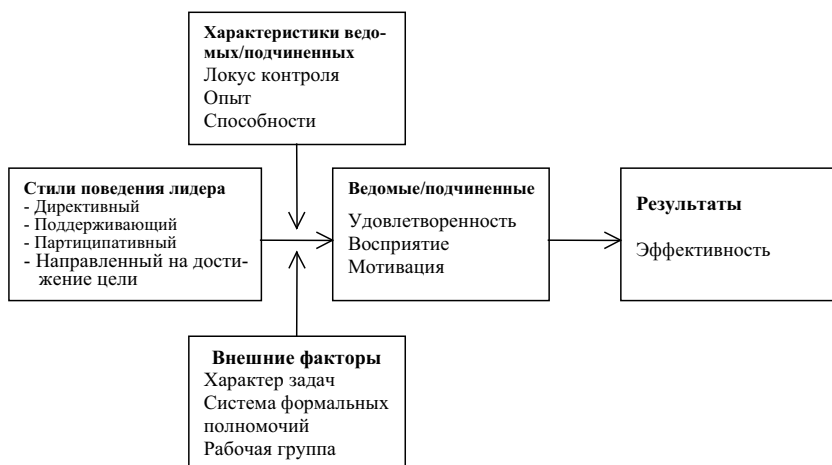 Характеристики ведо-
мых/подчиненных
Локус контроля
Опыт
Способности
Стили поведения лидера
- Директивный
- Поддерживающий
- Партиципативный
- Направленный на дости-
жение цели
Ведомые/подчиненные
Удовлетворенность
Восприятие
Мотивация
Результаты
Эффективность
Внешние факторы
Характер задач
Система формальных
полномочий
Рабочая группа